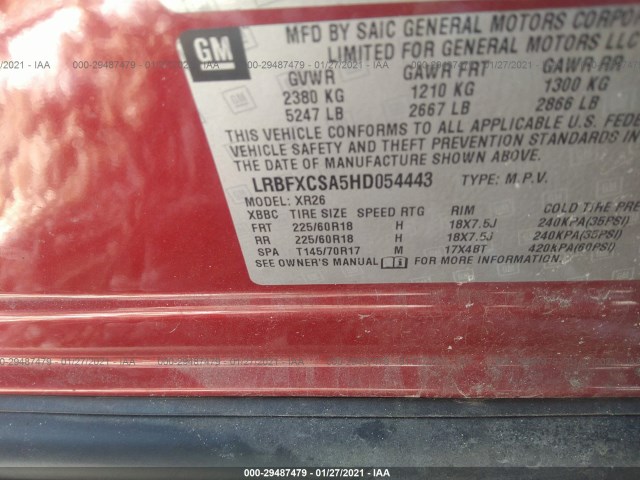 GM
MFD BY SAIC GENERAL MOTORS CORPOR
LIMITED FOR GENERAL MOTORS LLC
GVWR GAWR FRT GAWR RR
2380 KG 1210 KG 1300 KG
5247 LB 2667 LB 2866 LB
THIS VEHICLE CONFORMS TO ALL APPLICABLE U.S. FEDE
VEHICLE SAFETY AND THEFT PREVENTION STANDARDS IN
THE DATE OF MANUFACTURE SHOWN ABOVE.
LRBFXCSA5HD054443 TYPE: M.P.V.
MODEL: XR26
XBBC TIRE SIZE SPEED RTG RIM COLD TIRE PRE
FRT 225/60R18 H 18X7.5J 240KPA(35PSI)
RR 225/60R18 H 18X7.5J 240KPA(35PSI)
SPA T145/70R17 M 17X4BT 420KPA(60PSI)
SEE OWNER'S MANUAL FOR MORE INFORMATION
000-29487479 - 01/27/2021 - IAA